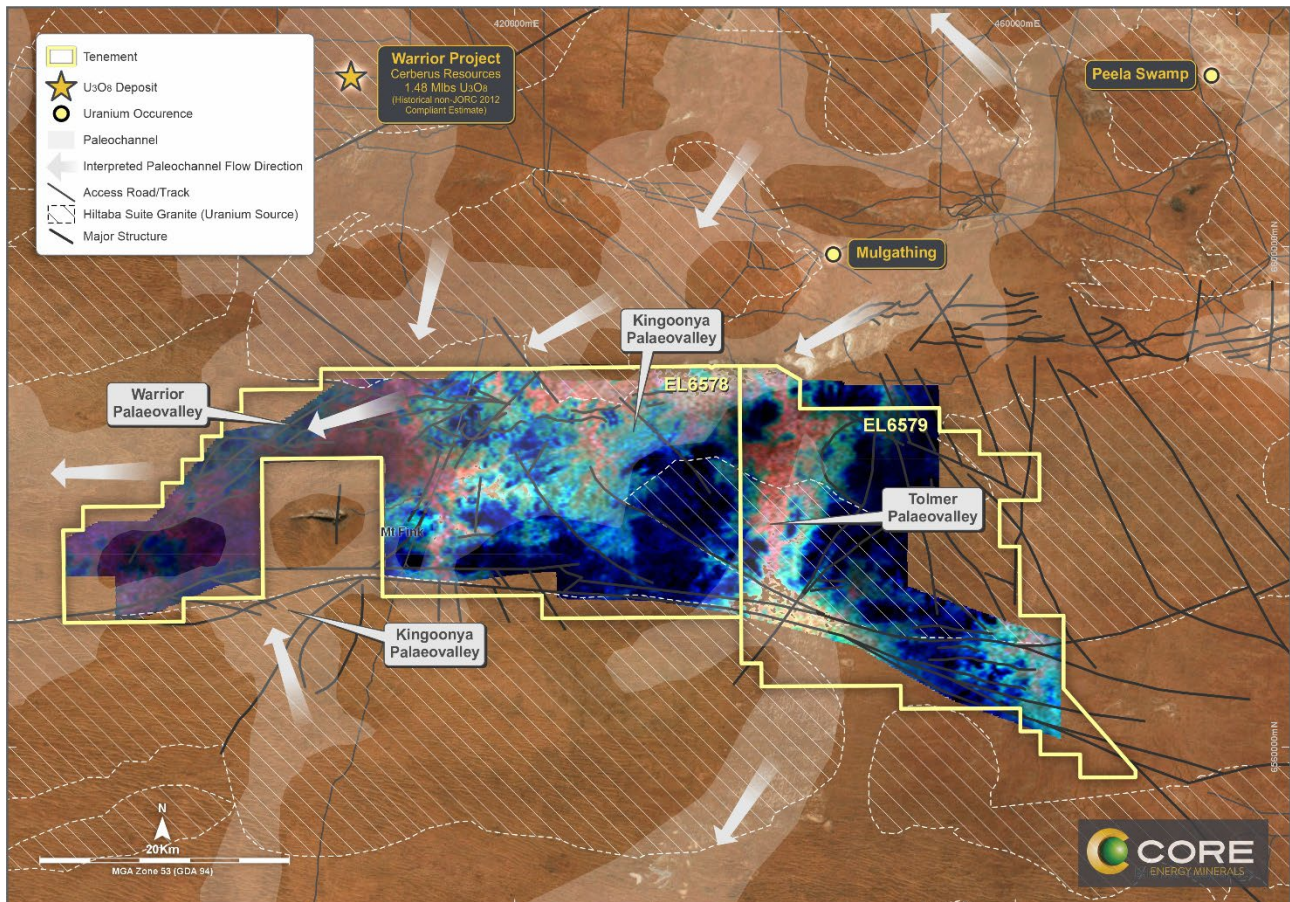 420000mE
460000mE
Tenement
U3O8 Deposit
Uranium Occurence
Paleochannel
Interpreted Paleochannel Flow Direction
Access Road/Track
Hiltaba Suite Granite (Uranium Source)
Major Structure
Warrior Project
Cerberus Resources
1.48 Mlbs U3O8
(Historical non-JORC 2012
Compliant Estimate)
Peela Swamp
Mulgathing
6600000mN
Kingoonya
Palaeovalley
EL6578
Warrior
Palaeovalley
EL6579
Tolmer
Palaeovalley
Kingoonya
Palaeovalley
6560000mN
N
20Km
MGA Zone 53 (GDA 94)
CORE
ENERGY MINERALS